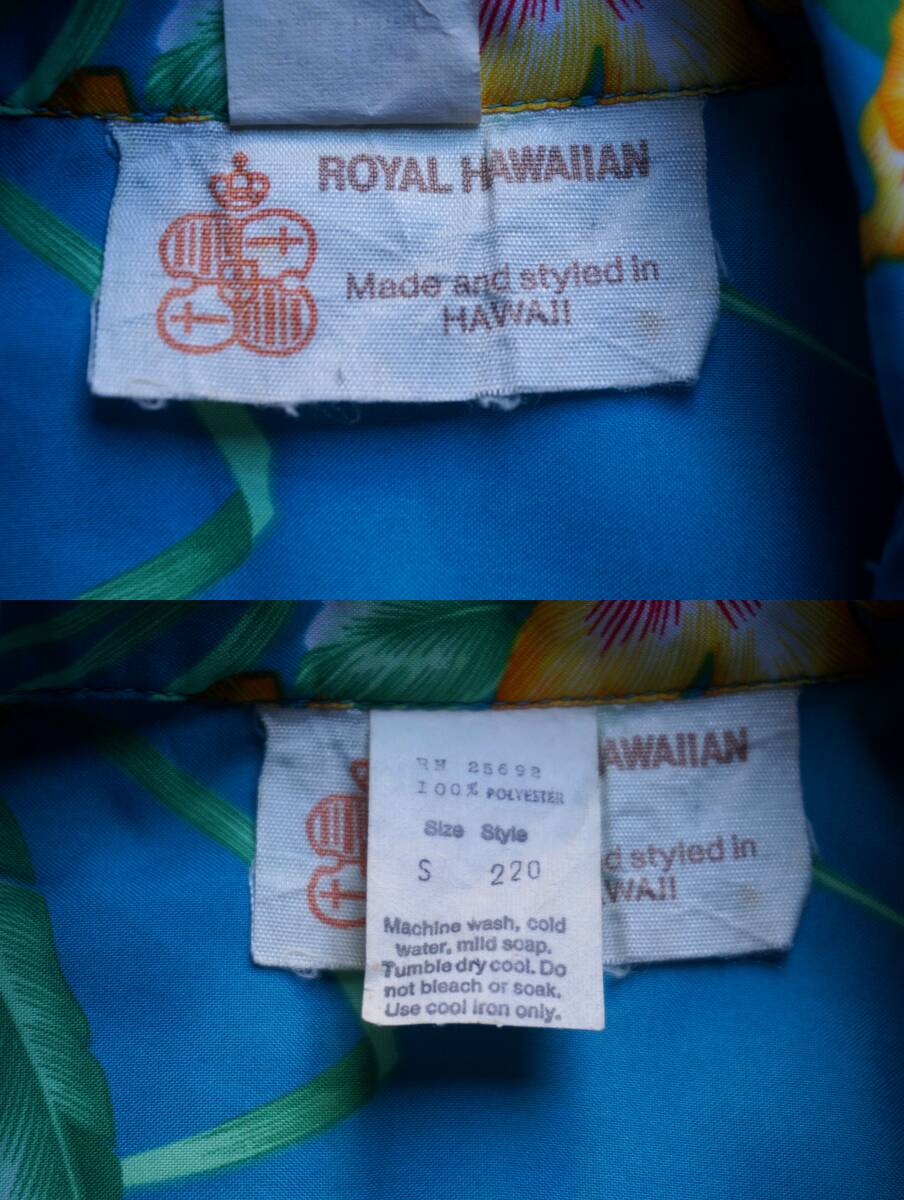 ROYAL HAWAIIAN
Made and styled in
HAWAII
AWAIIAN
RN 25692
100% POLYESTER
Size Style
d styled in
S 220
WAII
Machine wash, cold
water, mild soap.
Tumble dry cool. Do
not bleach or soak.
Use cool iron only.